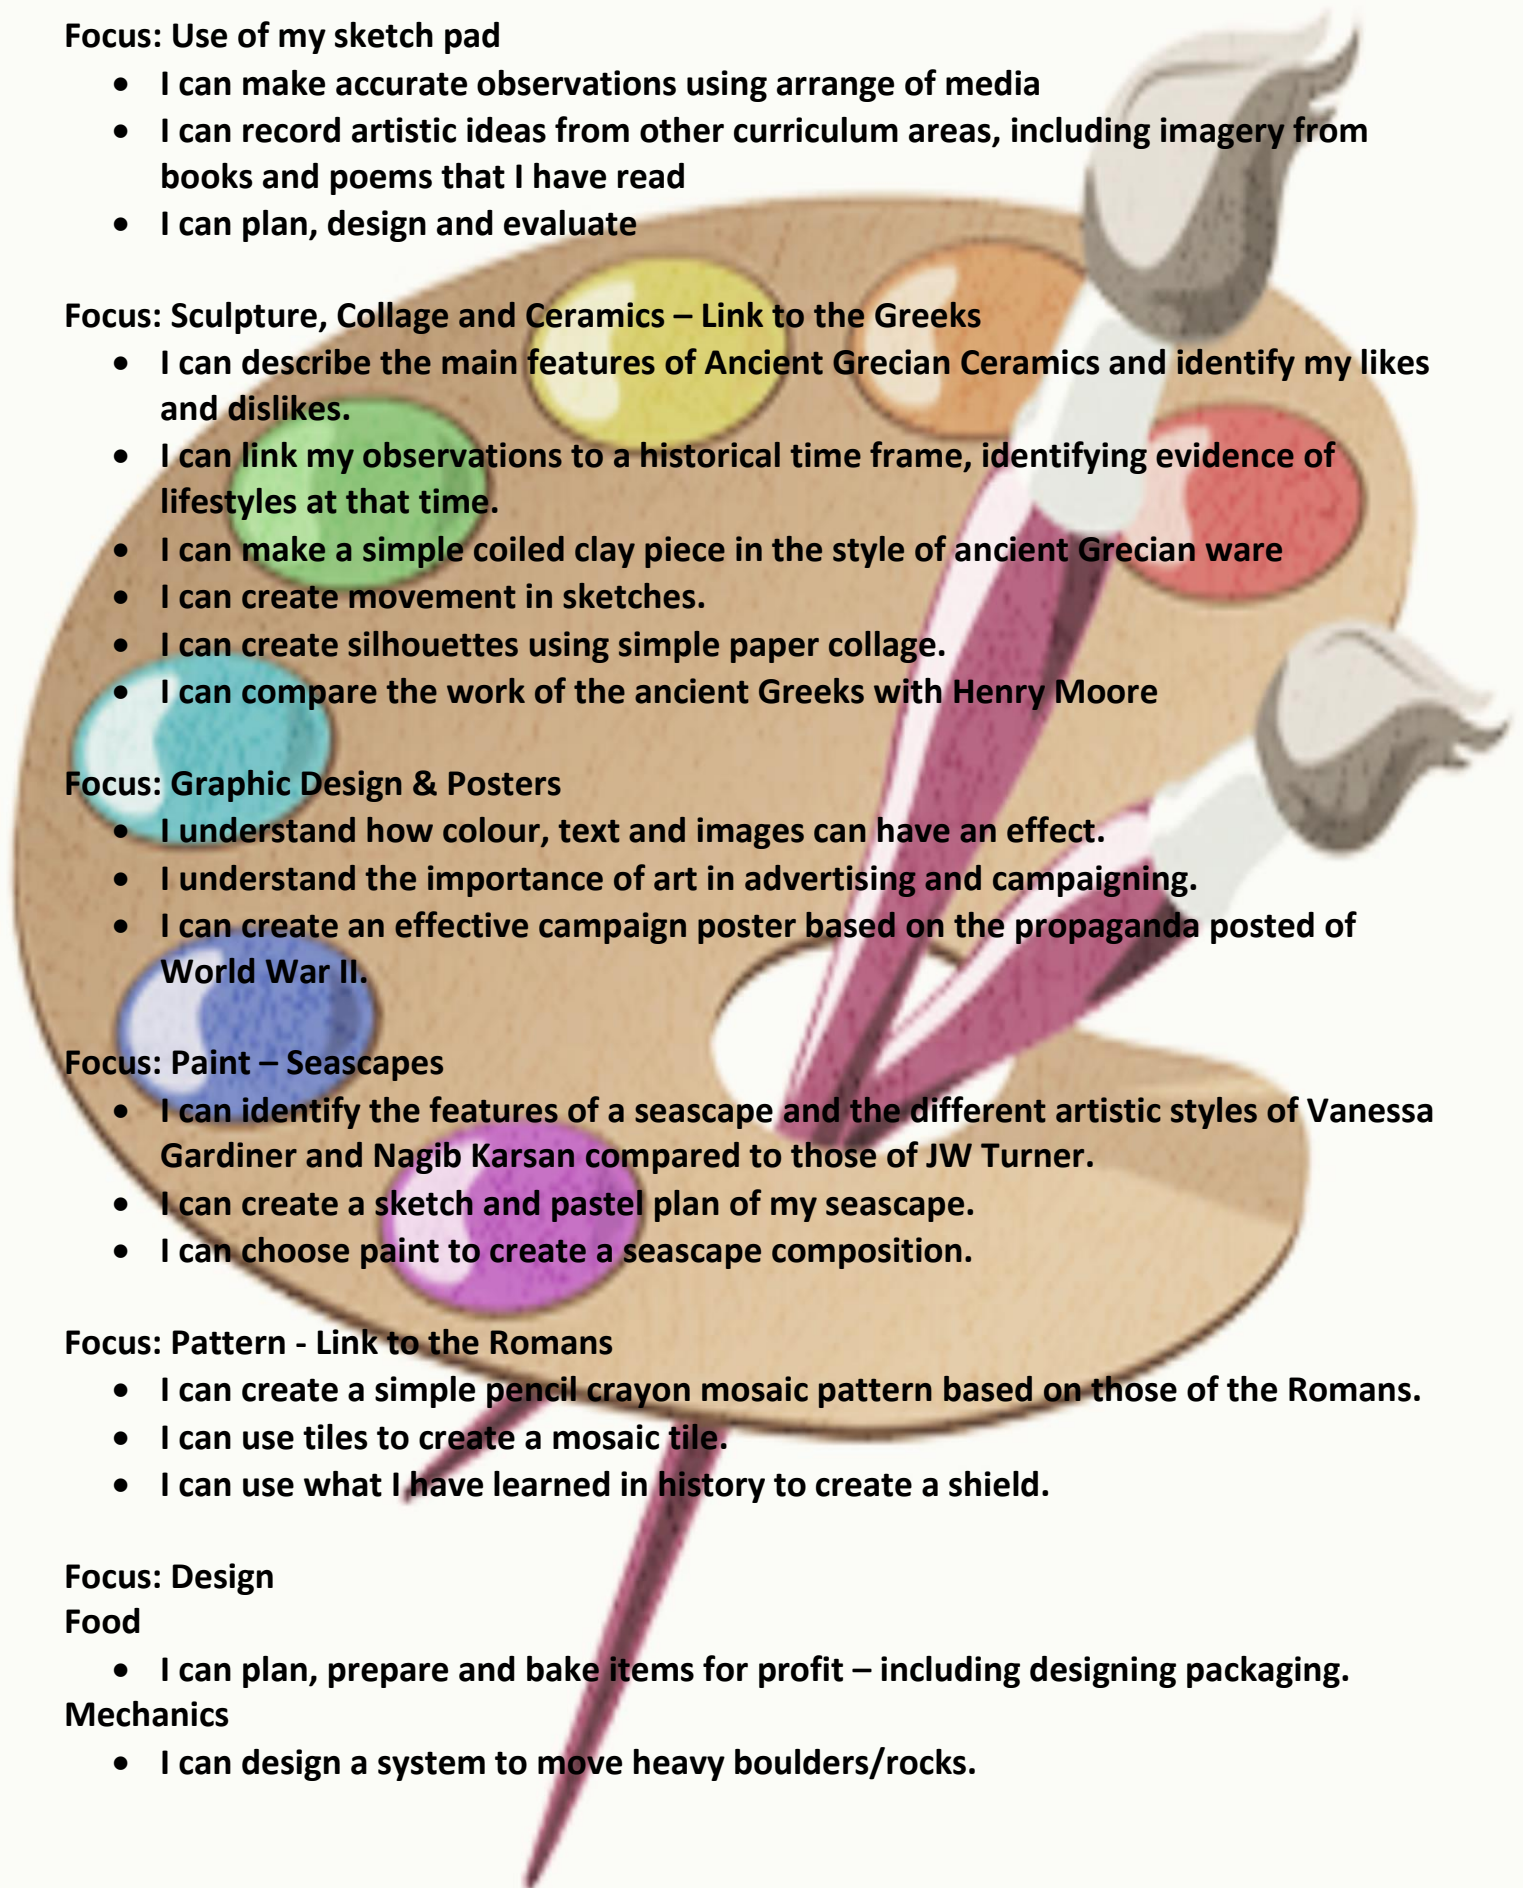 Focus: Use of my sketch pad
• I can make accurate observations using arrange of media
• I can record artistic ideas from other curriculum areas, including imagery from
books and poems that I have read
• I can plan, design and evaluate
Focus: Sculpture, Collage and Ceramics – Link to the Greeks
• I can describe the main features of Ancient Grecian Ceramics and identify my likes
and dislikes.
• I can link my observations to a historical time frame, identifying evidence of
lifestyles at that time.
• I can make a simple coiled clay piece in the style of ancient Grecian ware
• I can create movement in sketches.
• I can create silhouettes using simple paper collage.
• I can compare the work of the ancient Greeks with Henry Moore
Focus: Graphic Design & Posters
• I understand how colour, text and images can have an effect.
• I understand the importance of art in advertising and campaigning.
• I can create an effective campaign poster based on the propaganda posted of
World War II.
Focus: Paint – Seascapes
• I can identify the features of a seascape and the different artistic styles of Vanessa
Gardiner and Nagib Karsan compared to those of JW Turner.
• I can create a sketch and pastel plan of my seascape.
• I can choose paint to create a seascape composition.
Focus: Pattern - Link to the Romans
• I can create a simple pencil crayon mosaic pattern based on those of the Romans.
• I can use tiles to create a mosaic tile.
• I can use what I have learned in history to create a shield.
Focus: Design
Food
• I can plan, prepare and bake items for profit – including designing packaging.
Mechanics
• I can design a system to move heavy boulders/rocks.